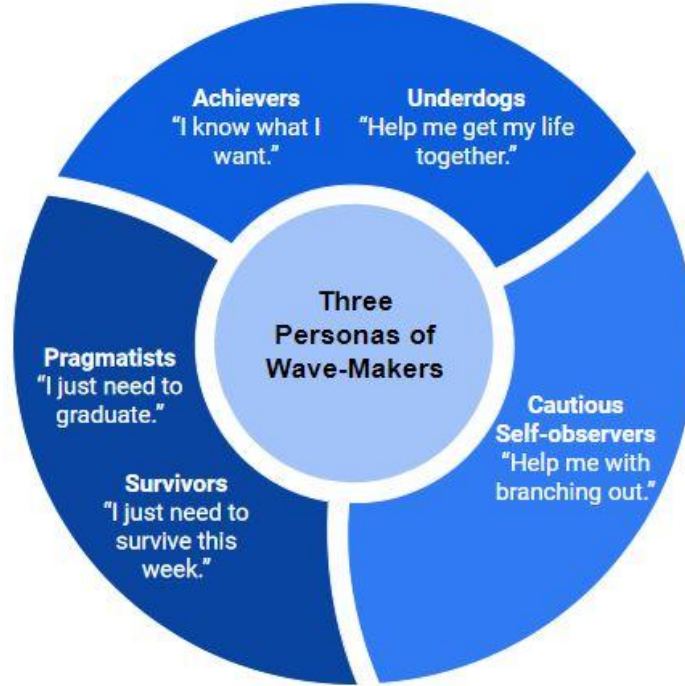 Achievers
“I know what I
want.”
Underdogs
“Help me get my life
together.”
Three
Personas of
Wave-Makers
Pragmatists
“I just need to
graduate.”
Survivors
“I just need to
survive this
week.”
Cautious
Self-observers
“Help me with
branching out.”